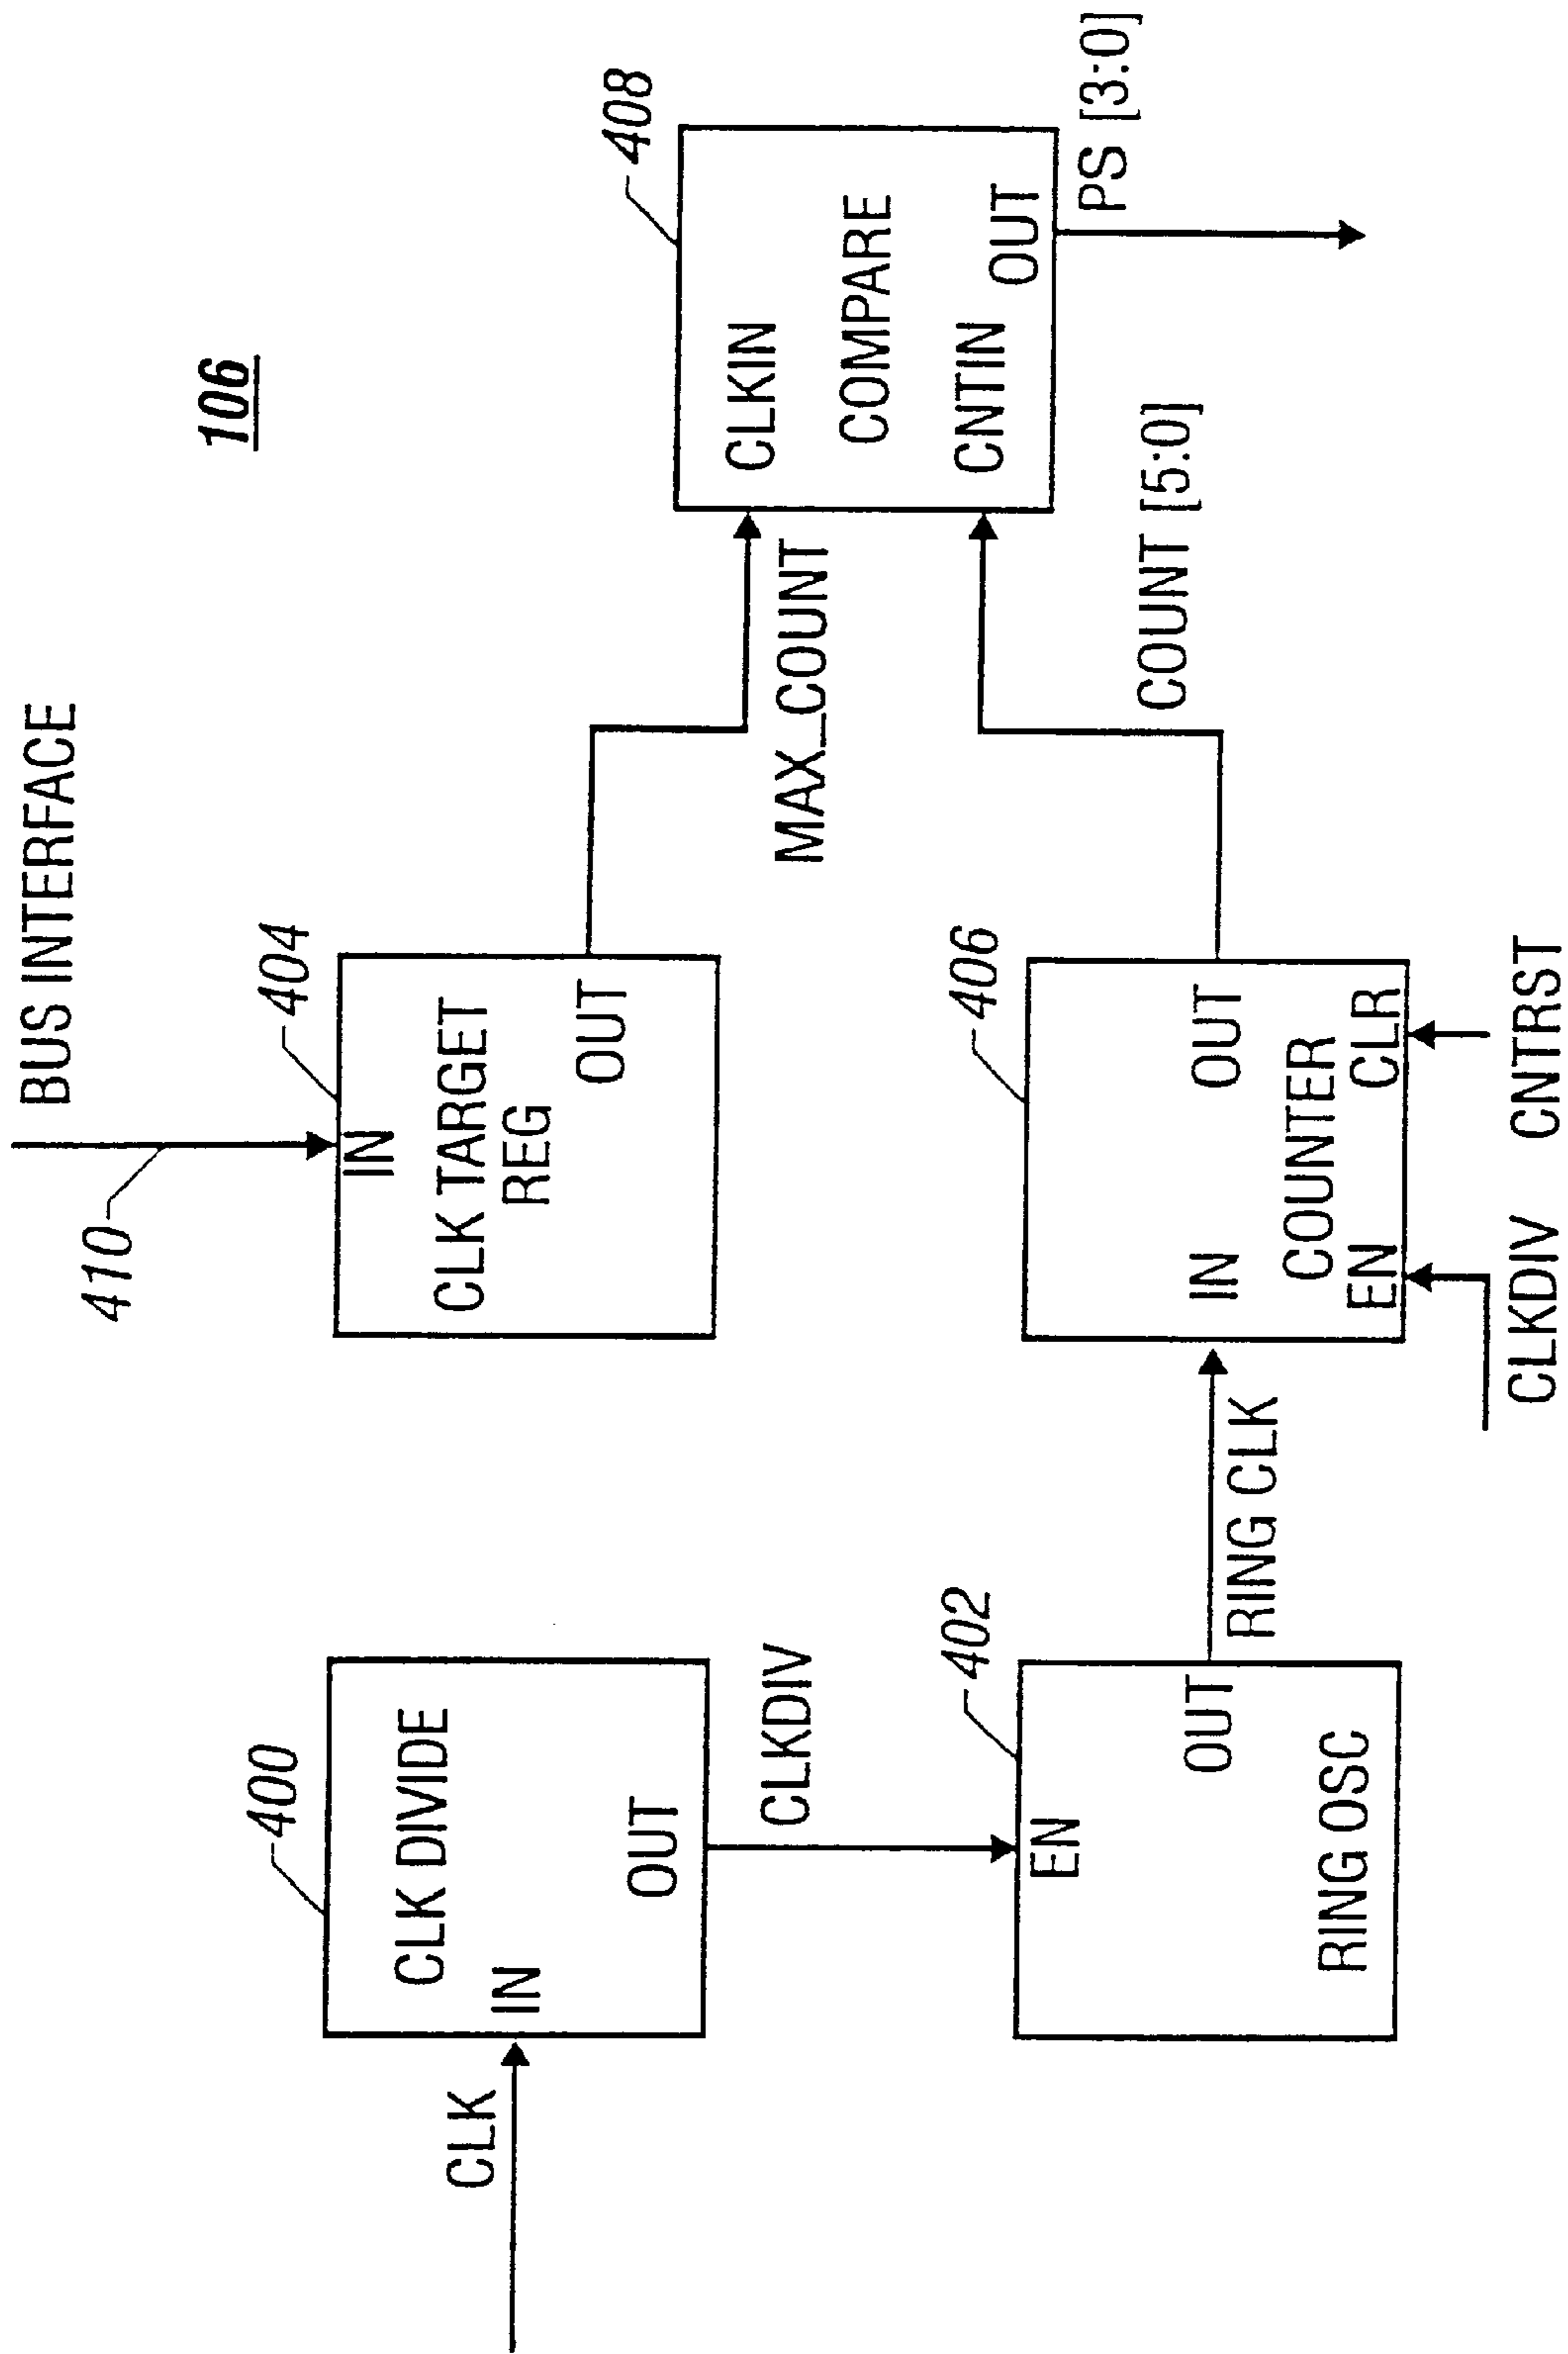 106
BUS INTERFACE
410
404
IN
CLK TARGET
REG
OUT
400
CLK DIVIDE
IN
OUT
CLK
CLKDIV
402
EN
OUT
RING OSC
RING CLK
406
IN
OUT
COUNTER
EN
CLR
CLKDIV
CNTRST
MAX_COUNT
COUNT [5:0]
408
CLKIN
COMPARE
CNTIN
OUT
PS [3:0]